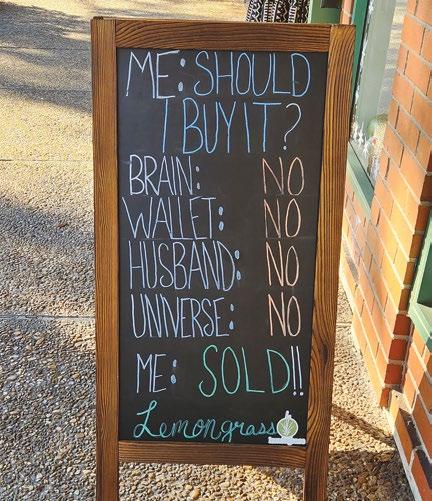 ME: SHOULD
I BUY IT?
BRAIN: NO
WALLET: NO
HUSBAND: NO
UNIVERSE: NO
ME: SOLD!!
Lemongrass